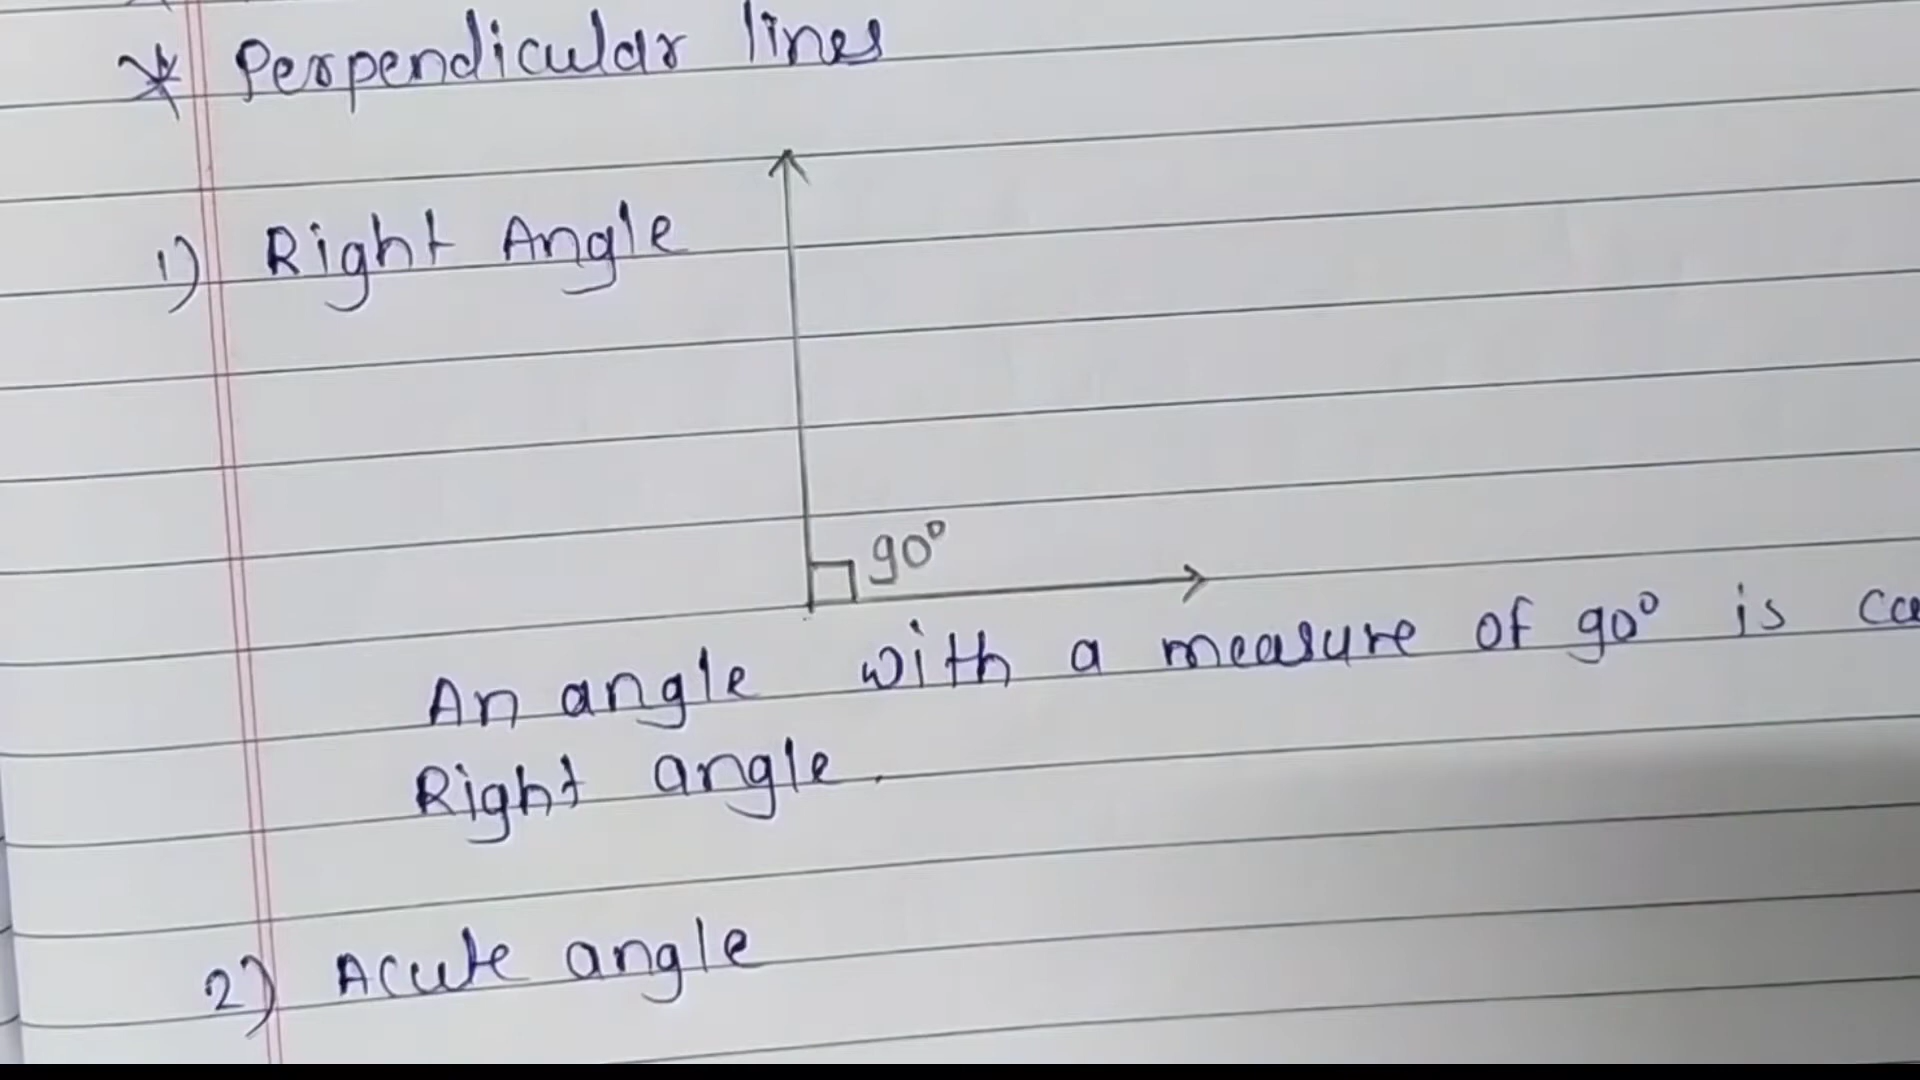 * Perpendicular lines
1) Right Angle
90°
An angle with a measure of 90° is
Right angle.
2) Acute angle